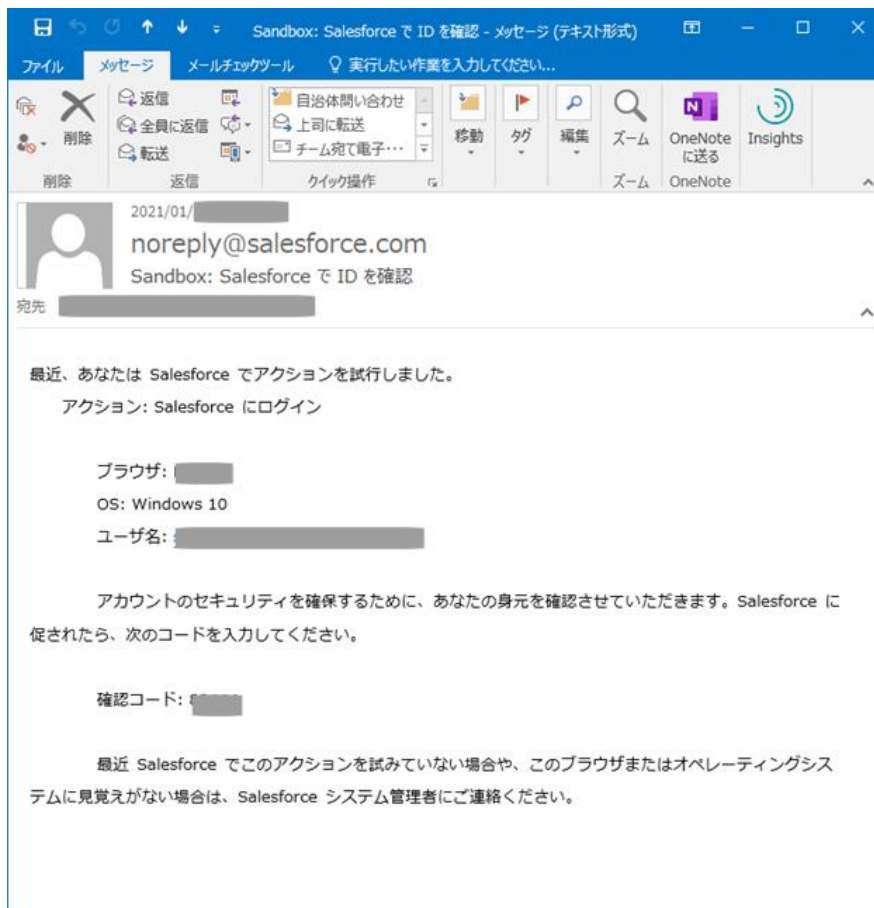 Sandbox: Salesforce で ID を確認 - メッセージ (テキスト形式)
ファイル メッセージ メールチェックツール 実行したい作業を入力してください...
削除
返信
全員に返信
転送
自治体問い合わせ
上司に転送
チーム宛て電子…
移動
タグ
編集
ズーム
OneNote
に送る
Insights
削除 返信 クイック操作 ズーム OneNote
2021/01/
noreply@salesforce.com
Sandbox: Salesforce で ID を確認
宛先
最近、あなたは Salesforce でアクションを試行しました。
アクション: Salesforce にログイン
ブラウザ:
OS: Windows 10
ユーザ名:
アカウントのセキュリティを確保するために、あなたの身元を確認させていただきます。Salesforce に
促されたら、次のコードを入力してください。
確認コード:
最近 Salesforce でこのアクションを試みていない場合や、このブラウザまたはオペレーティングシス
テムに見覚えがない場合は、Salesforce システム管理者にご連絡ください。